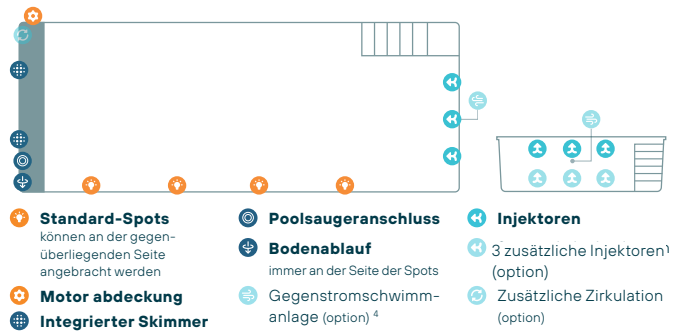 Standard-Spots
können an der gegen-
überliegenden Seite
angebracht werden
Motor abdeckung
Integrierter Skimmer
Poolsaugeranschluss
Bodenablauf
immer an der Seite der Spots
Gegenstromschwimm-
anlage (option) ⁴
Injektoren
3 zusätzliche Injektoren¹
(option)
Zusätzliche Zirkulation
(option)